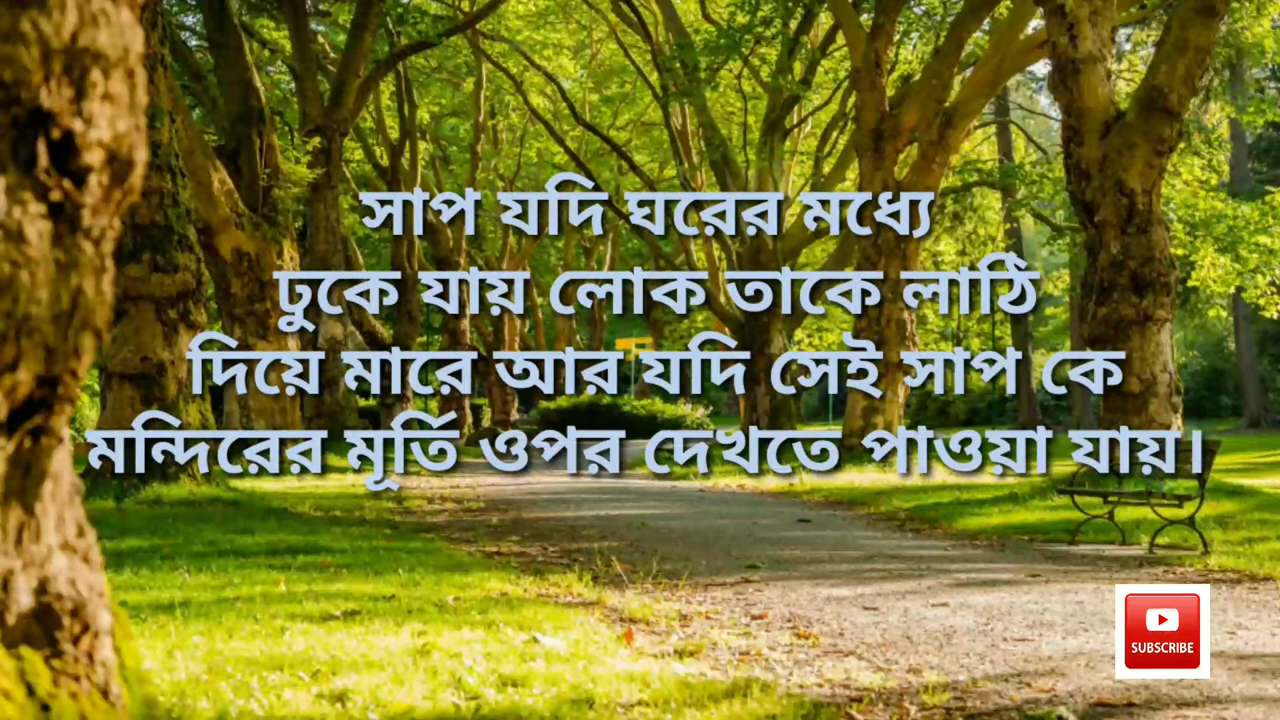 সাপ যদি ঘরের মধ্যে
ঢুকে যায় লোক তাকে লাঠি
দিয়ে মারে আর যদি সেই সাপ কে
মন্দিরের মূর্তি ওপর দেখতে পাওয়া যায়।
SUBSCRIBE